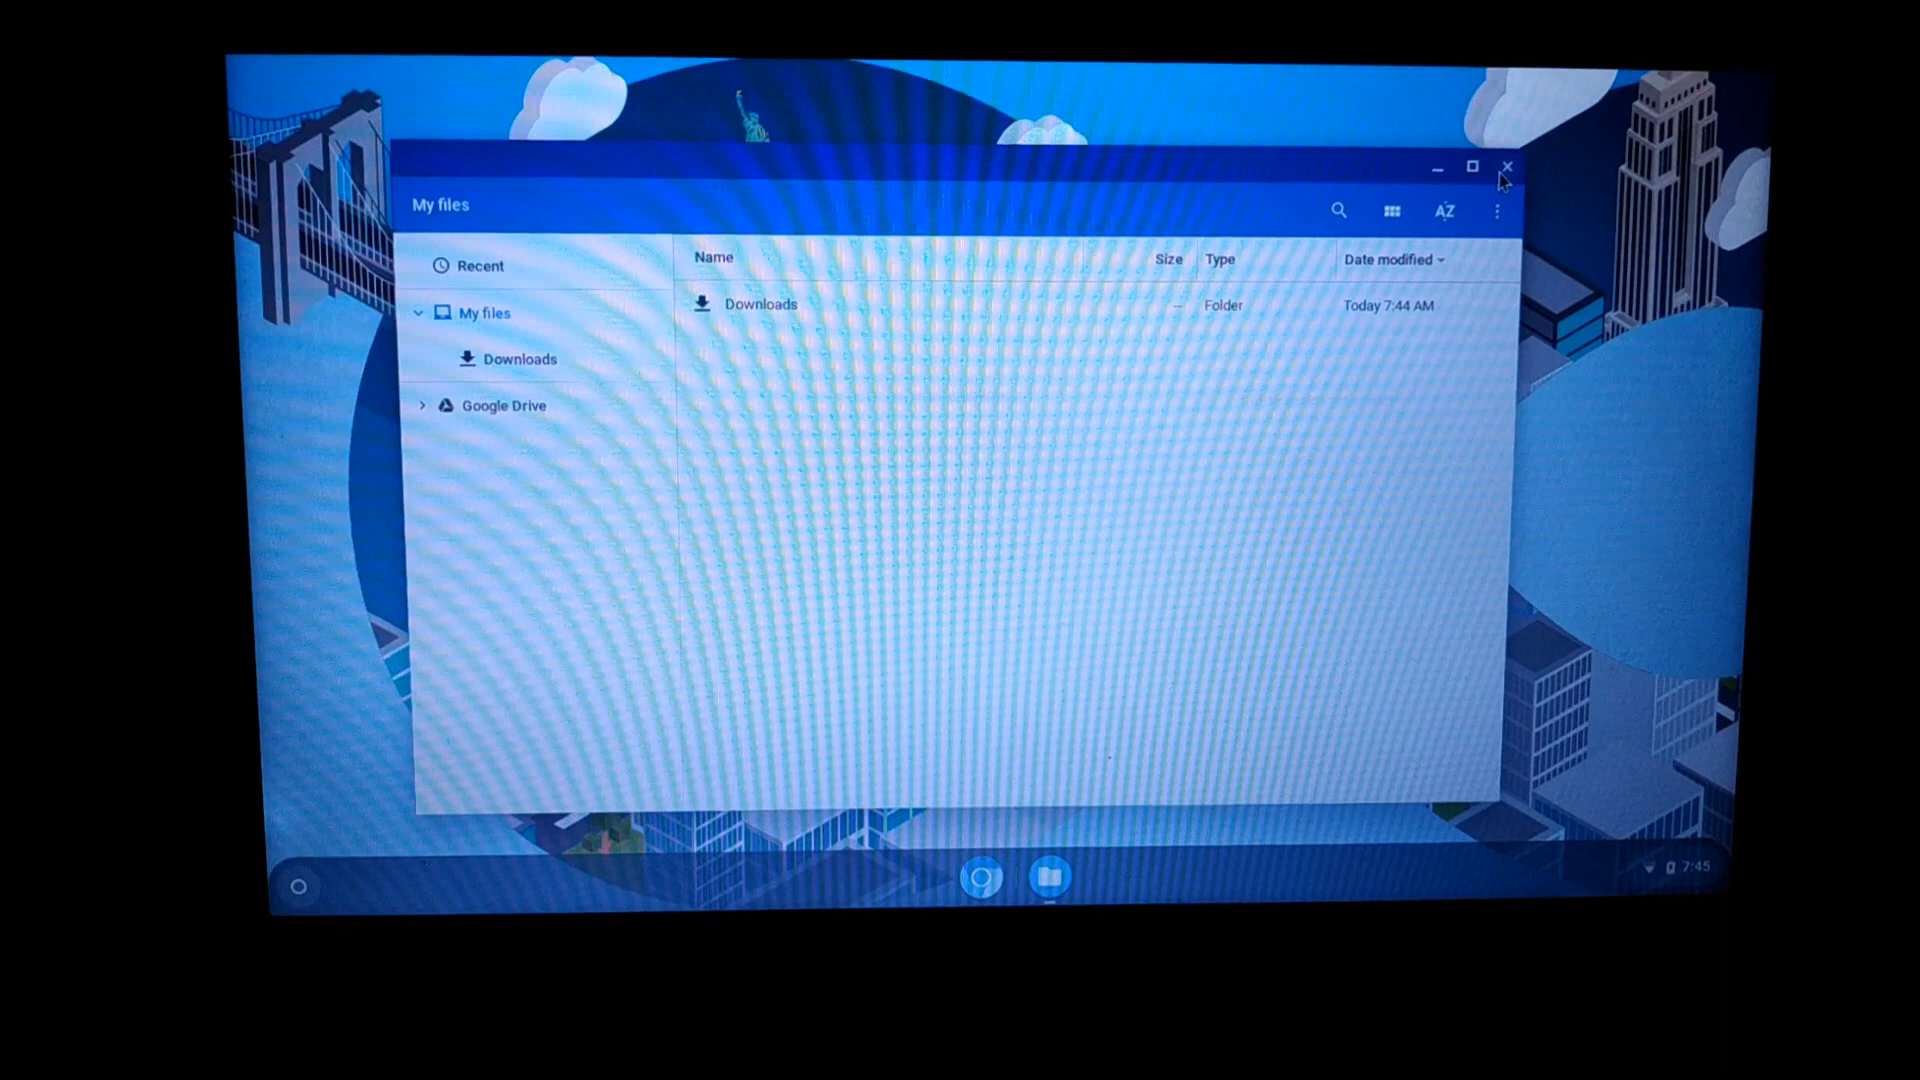 My files
AZ
Recent
My files
Downloads
Google Drive
Name Size Type Date modified
Downloads -- Folder Today 7:44 AM
7:45